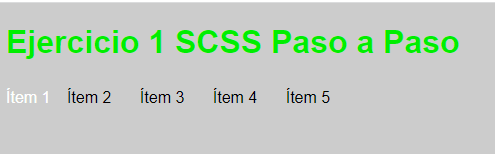 Ejercicio 1 SCSS Paso a Paso
Ítem 1 Ítem 2 Ítem 3 Ítem 4 Ítem 5